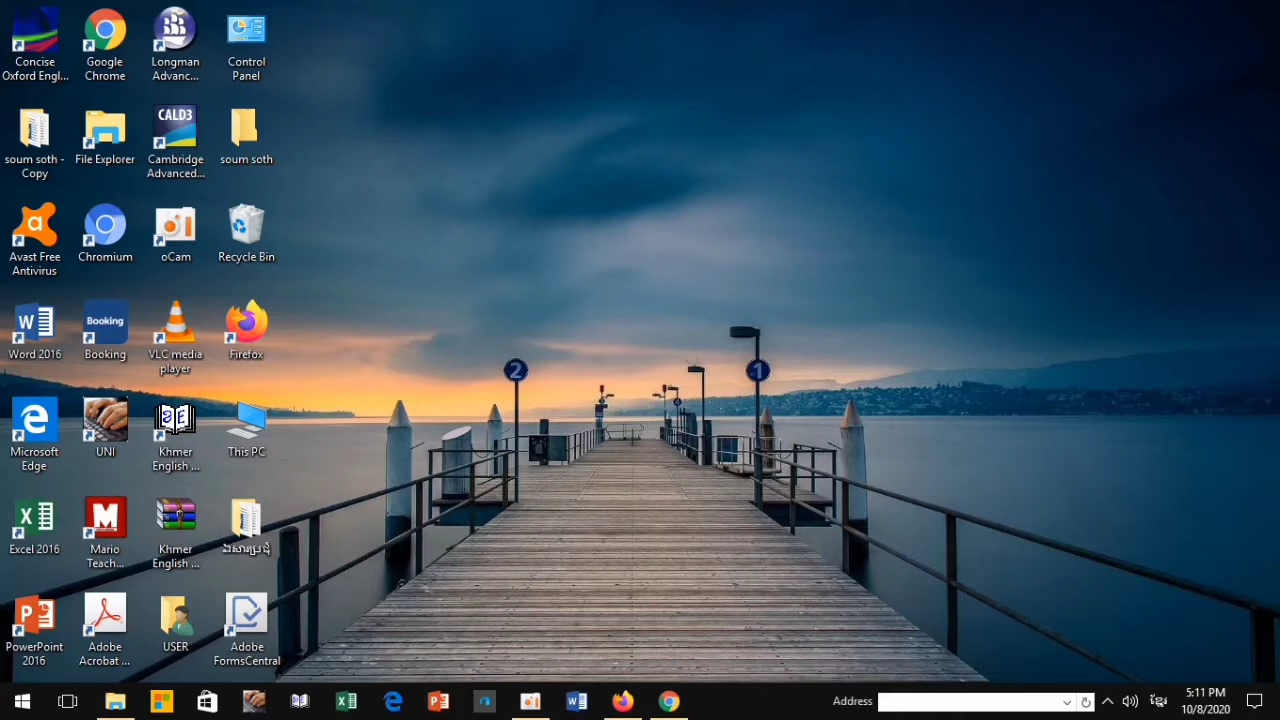 Concise
Oxford Engl...
Google
Chrome
Longman
Advanc...
Control
Panel
CALD3
soum soth -
Copy
File Explorer
Cambridge
Advanced...
soum soth
Avast Free
Antivirus
Chromium
oCam
Recycle Bin
Booking
Word 2016
Booking
VLC media
player
Firefox
2
1
Microsoft
Edge
UNI
Khmer
English ...
This PC
Excel 2016
Mario
Teach...
Khmer
English ...
PowerPoint
2016
Adobe
Acrobat ...
USER
Adobe
FormsCentral
Address
5:11 PM
10/8/2020